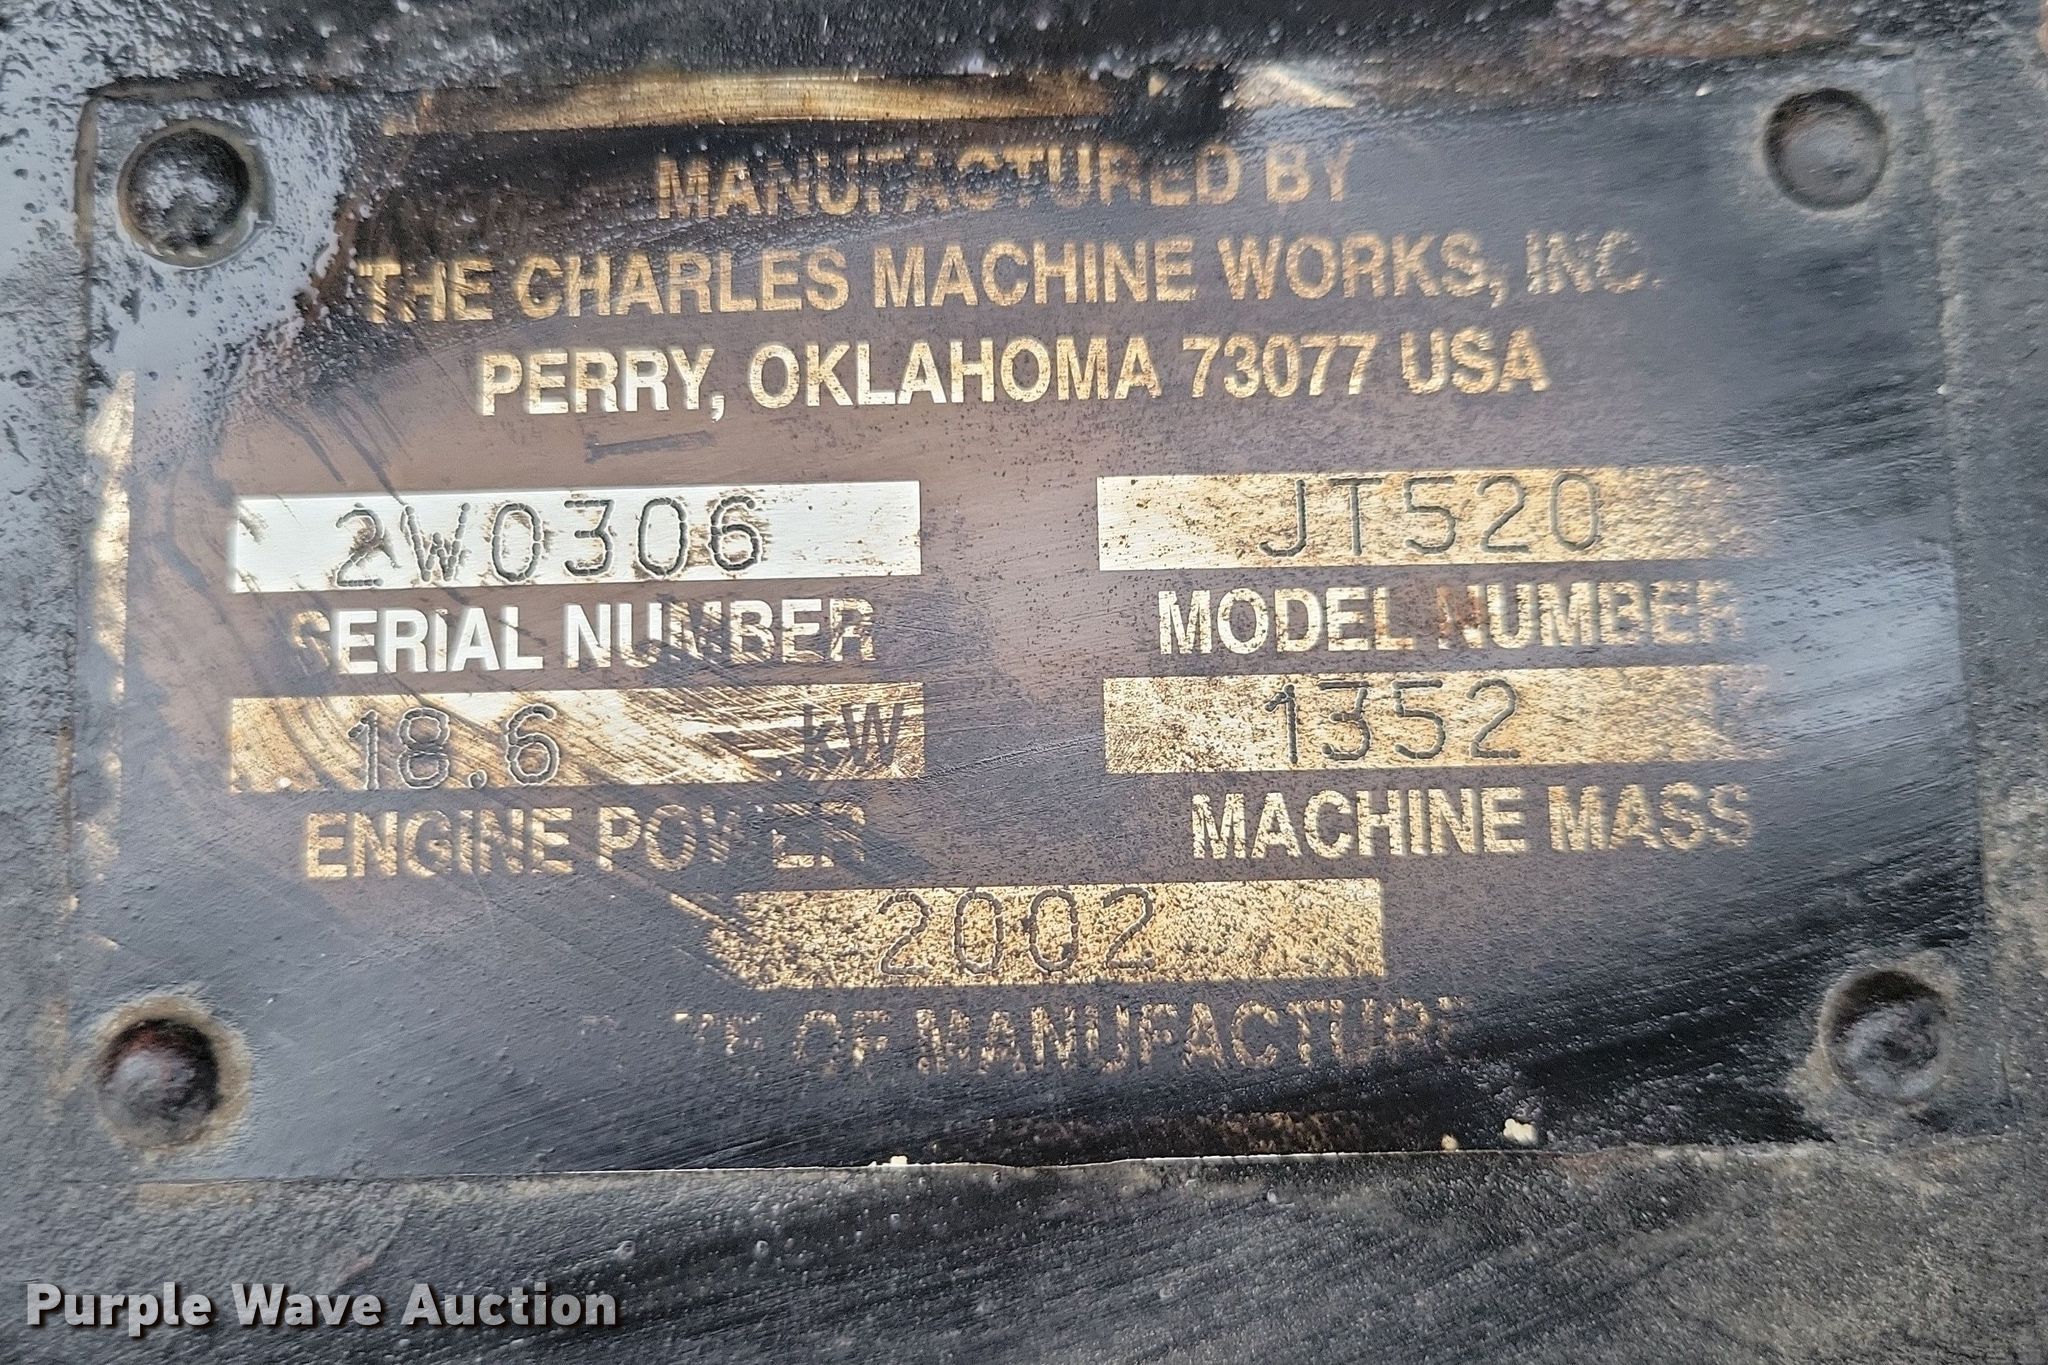 MANUFACTURED BY
THE CHARLES MACHINE WORKS, INC.
PERRY, OKLAHOMA 73077 USA
2W0306 JT520
SERIAL NUMBER MODEL NUMBER
18.6 kW 1352
ENGINE POWER MACHINE MASS
2002
OF MANUFACTURE
Purple Wave Auction